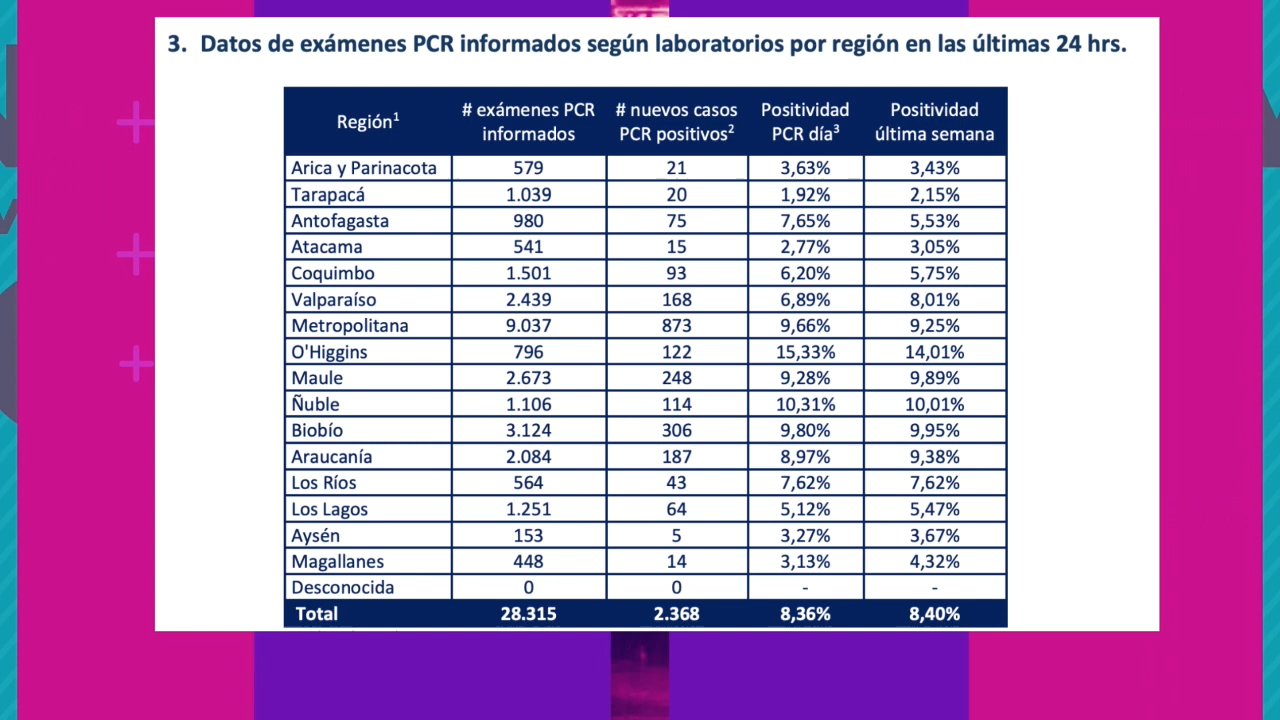 3. Datos de exámenes PCR informados según laboratorios por región en las últimas 24 hrs.
Región¹ # exámenes PCR informados # nuevos casos PCR positivos² Positividad PCR día³ Positividad última semana
Arica y Parinacota 579 21 3,63% 3,43%
Tarapacá 1.039 20 1,92% 2,15%
Antofagasta 980 75 7,65% 5,53%
Atacama 541 15 2,77% 3,05%
Coquimbo 1.501 93 6,20% 5,75%
Valparaíso 2.439 168 6,89% 8,01%
Metropolitana 9.037 873 9,66% 9,25%
O'Higgins 796 122 15,33% 14,01%
Maule 2.673 248 9,28% 9,89%
Ñuble 1.106 114 10,31% 10,01%
Biobío 3.124 306 9,80% 9,95%
Araucanía 2.084 187 8,97% 9,38%
Los Ríos 564 43 7,62% 7,62%
Los Lagos 1.251 64 5,12% 5,47%
Aysén 153 5 3,27% 3,67%
Magallanes 448 14 3,13% 4,32%
Desconocida 0 0 - -
Total 28.315 2.368 8,36% 8,40%